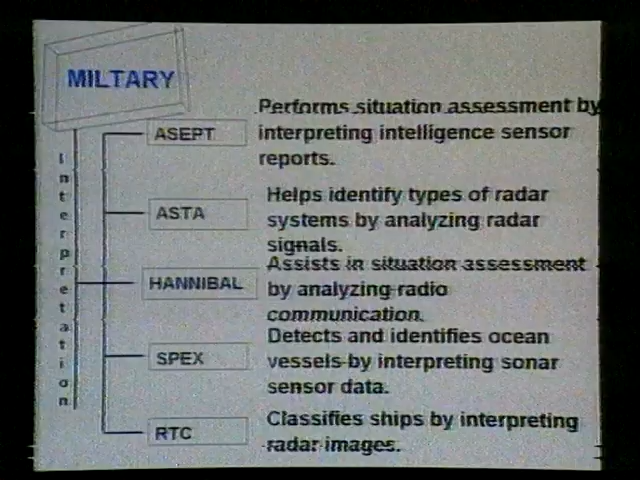 MILTARY
Interpretation
ASEPT
Performs situation assessment by
interpreting intelligence sensor
reports.
ASTA
Helps identify types of radar
systems by analyzing radar
signals.
HANNIBAL
Assists in situation assessment
by analyzing radio
communication.
SPEX
Detects and identifies ocean
vessels by interpreting sonar
sensor data.
RTC
Classifies ships by interpreting
radar images.